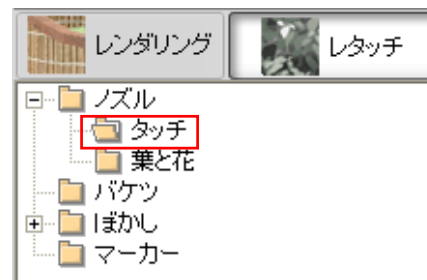 レンダリング レタッチ
ノズル
タッチ
葉と花
バケツ
ぼかし
マーカー